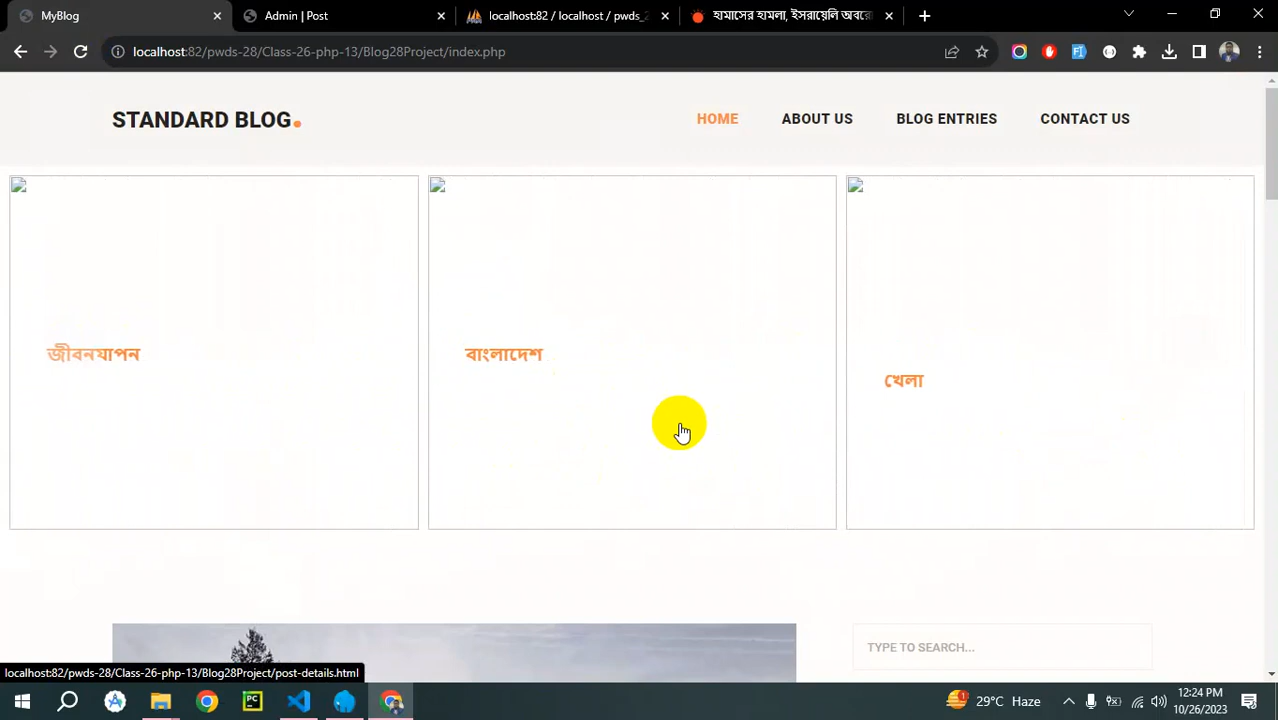 MyBlog
Admin | Post
localhost:82 / localhost / pwds_2
হামাসের হামলা, ইসরায়েলি অবরো
localhost:82/pwds-28/Class-26-php-13/Blog28Project/index.php
STANDARD BLOG.
HOME
ABOUT US
BLOG ENTRIES
CONTACT US
জীবনযাপন
বাংলাদেশ
খেলা
TYPE TO SEARCH...
localhost:82/pwds-28/Class-26-php-13/Blog28Project/post-details.html
29°C Haze
12:24 PM
10/26/2023